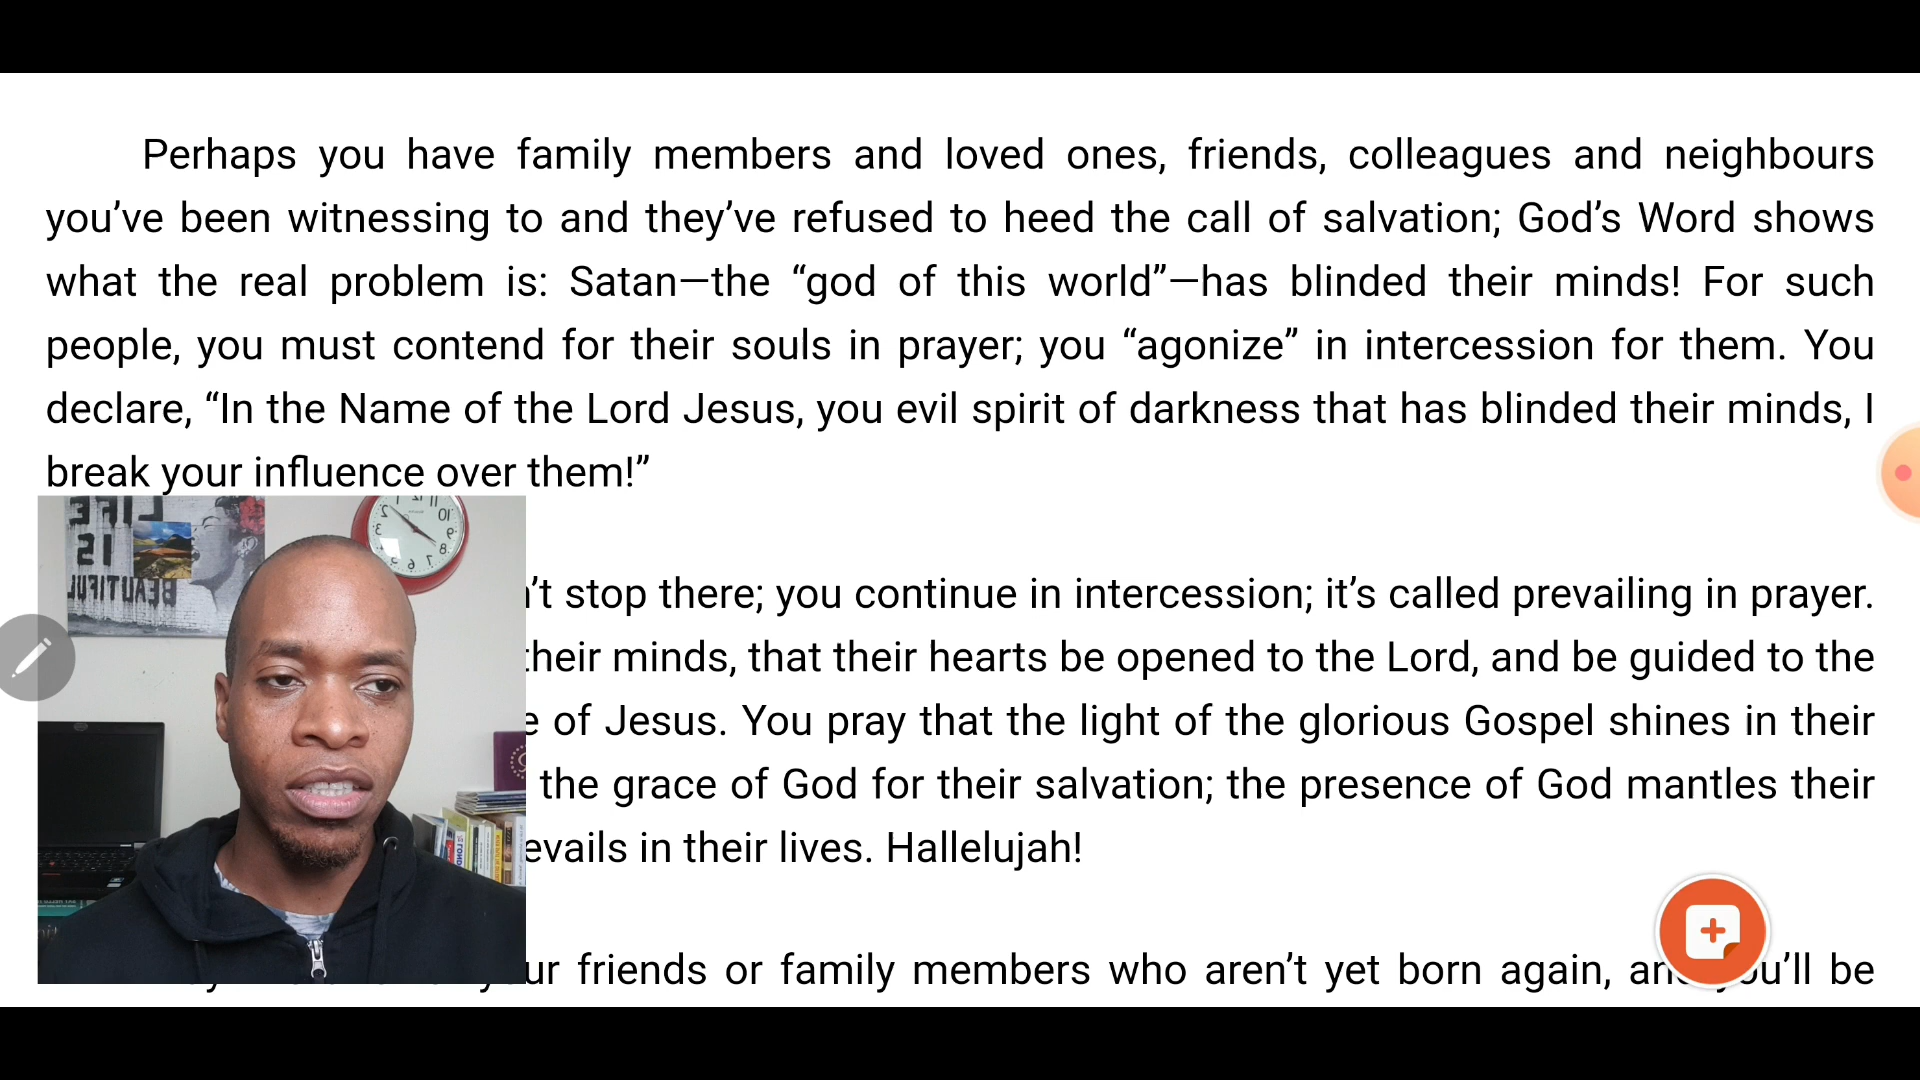 Perhaps you have family members and loved ones, friends, colleagues and neighbours
you’ve been witnessing to and they’ve refused to heed the call of salvation; God’s Word shows
what the real problem is: Satan—the “god of this world”—has blinded their minds! For such
people, you must contend for their souls in prayer; you “agonize” in intercession for them. You
declare, “In the Name of the Lord Jesus, you evil spirit of darkness that has blinded their minds, I
break your influence over them!”
LIFE
IS
BEAUTIFUL
stop there; you continue in intercession; it’s called prevailing in prayer.
their minds, that their hearts be opened to the Lord, and be guided to the
of Jesus. You pray that the light of the glorious Gospel shines in their
the grace of God for their salvation; the presence of God mantles their
in their lives. Hallelujah!
friends or family members who aren’t yet born again, and you’ll be